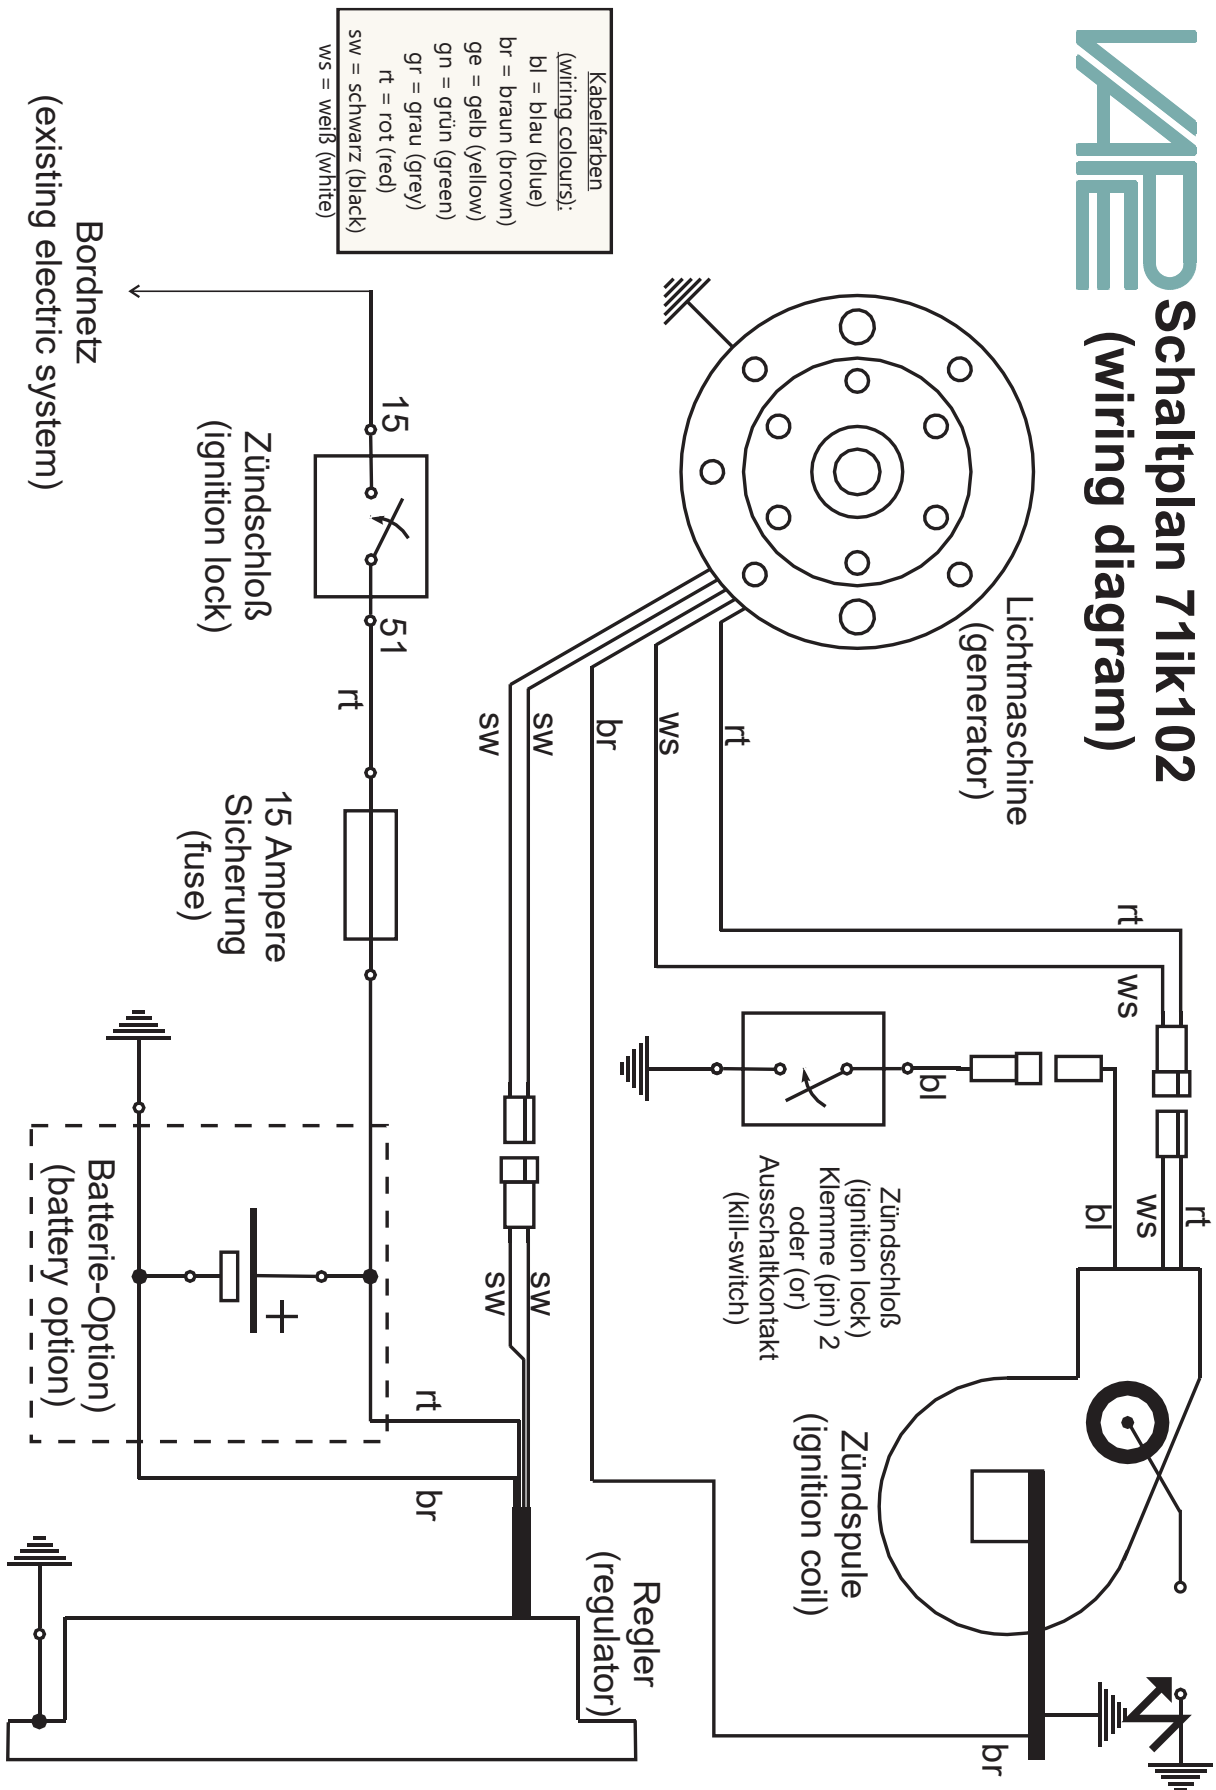 VAPE
Schaltplan 71ik102
(wiring diagram)
Lichtmaschine
(generator)
rt
ws
br
sw
sw
rt
ws
rt
ws
bl
bl
Zündschloß
(ignition lock)
Klemme (pin) 2
oder (or)
Ausschaltkontakt
(kill-switch)
Zündspule
(ignition coil)
br
Kabelfarben
(wiring colours):
bl = blau (blue)
br = braun (brown)
ge = gelb (yellow)
gn = grün (green)
gr = grau (grey)
rt = rot (red)
sw = schwarz (black)
ws = weiß (white)
sw
sw
Regler
(regulator)
rt
br
15
51
Zündschloß
(ignition lock)
rt
15 Ampere
Sicherung
(fuse)
+
Batterie-Option)
(battery option)
Bordnetz
(existing electric system)